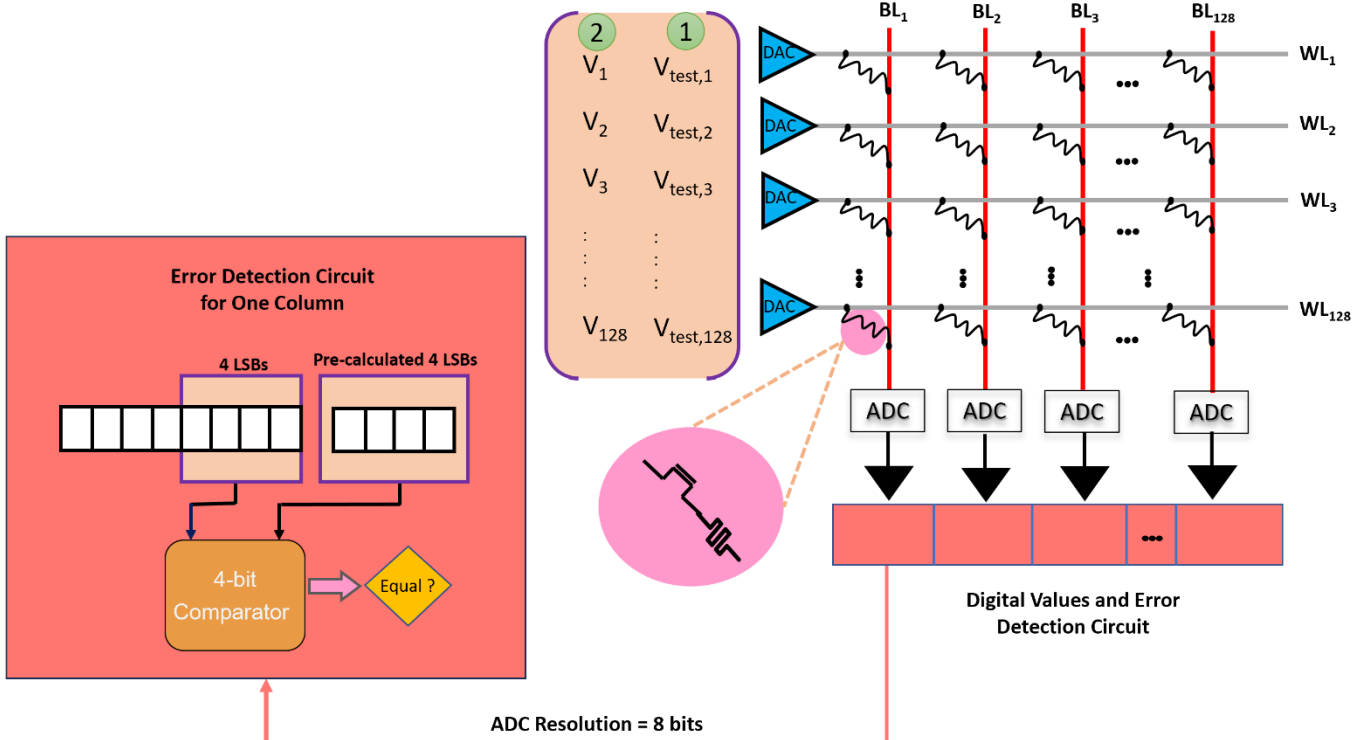 2 1
V1 Vtest,1
V2 Vtest,2
V3 Vtest,3
V128 Vtest,128
BL1 BL2 BL3 BL128
DAC WL1
DAC WL2
DAC WL3
DAC WL128
ADC ADC ADC ADC
Digital Values and Error
Detection Circuit
Error Detection Circuit
for One Column
4 LSBs
Pre-calculated 4 LSBs
4-bit
Comparator
Equal ?
ADC Resolution = 8 bits